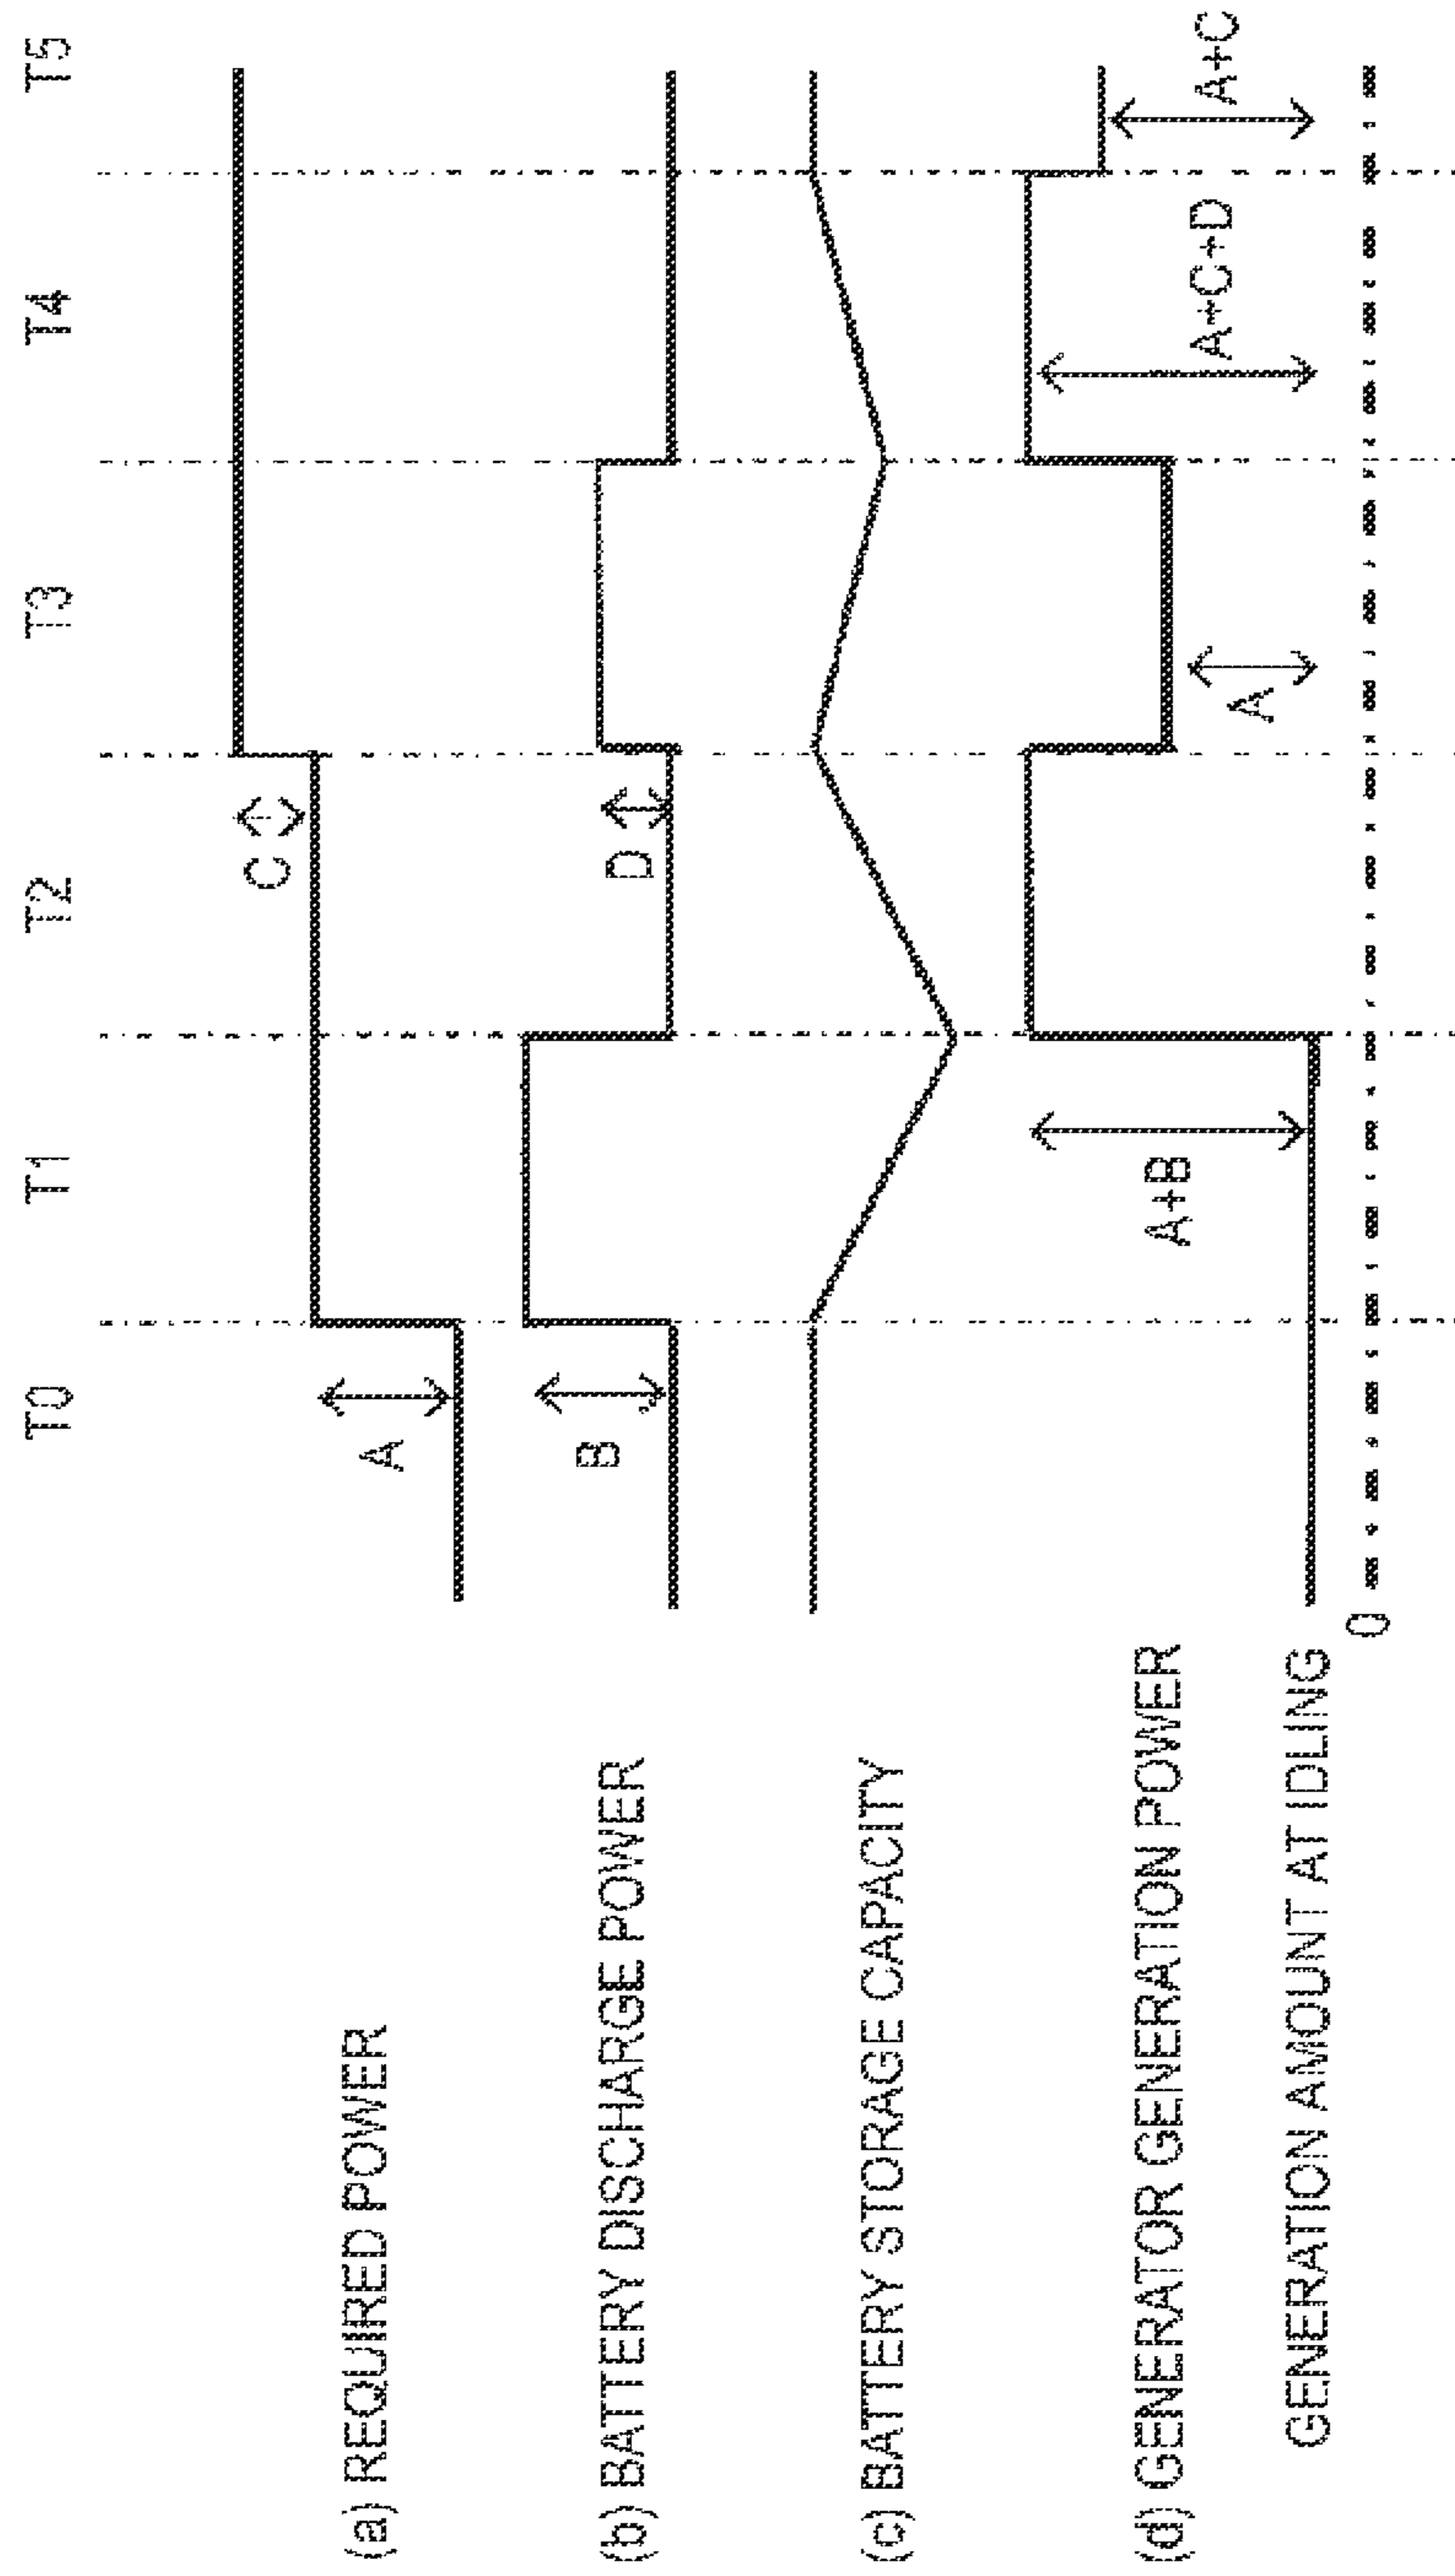 T0 T1 T2 T3 T4 T5
(a) REQUIRED POWER
A
C
(b) BATTERY DISCHARGE POWER
B
D
(c) BATTERY STORAGE CAPACITY
(d) GENERATOR GENERATION POWER
A+B
A
A+C+D
A+C
GENERATION AMOUNT AT IDLING
0